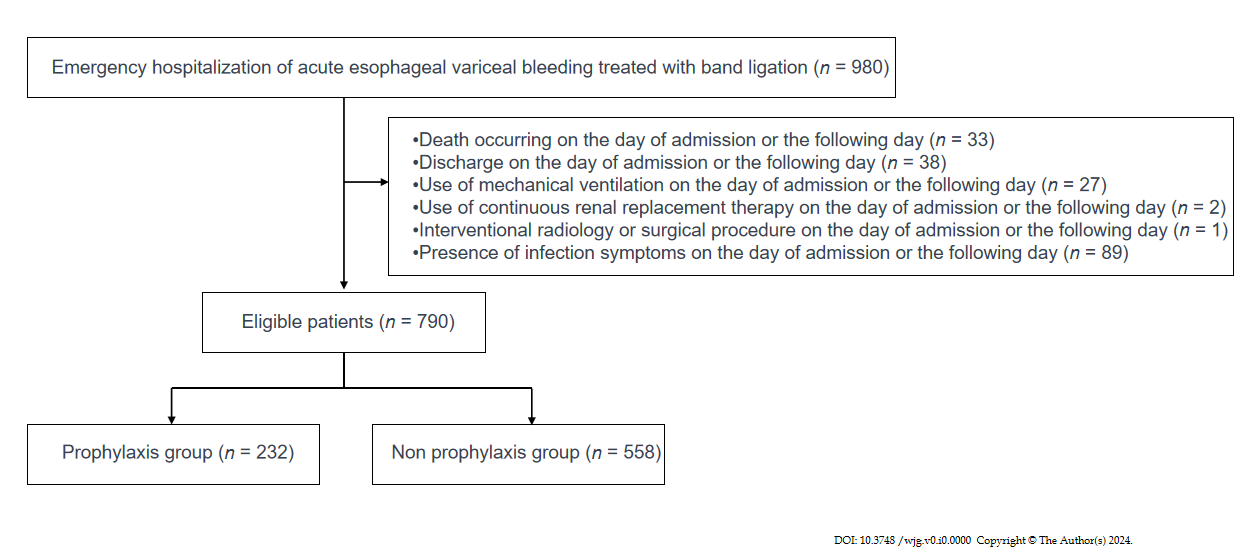 Emergency hospitalization of acute esophageal variceal bleeding treated with band ligation (n = 980)
•Death occurring on the day of admission or the following day (n = 33)
•Discharge on the day of admission or the following day (n = 38)
•Use of mechanical ventilation on the day of admission or the following day (n = 27)
•Use of continuous renal replacement therapy on the day of admission or the following day (n = 2)
•Interventional radiology or surgical procedure on the day of admission or the following day (n = 1)
•Presence of infection symptoms on the day of admission or the following day (n = 89)
Eligible patients (n = 790)
Prophylaxis group (n = 232)
Non prophylaxis group (n = 558)
DOI: 10.3748 /wjg.v0.i0.0000 Copyright © The Author(s) 2024.